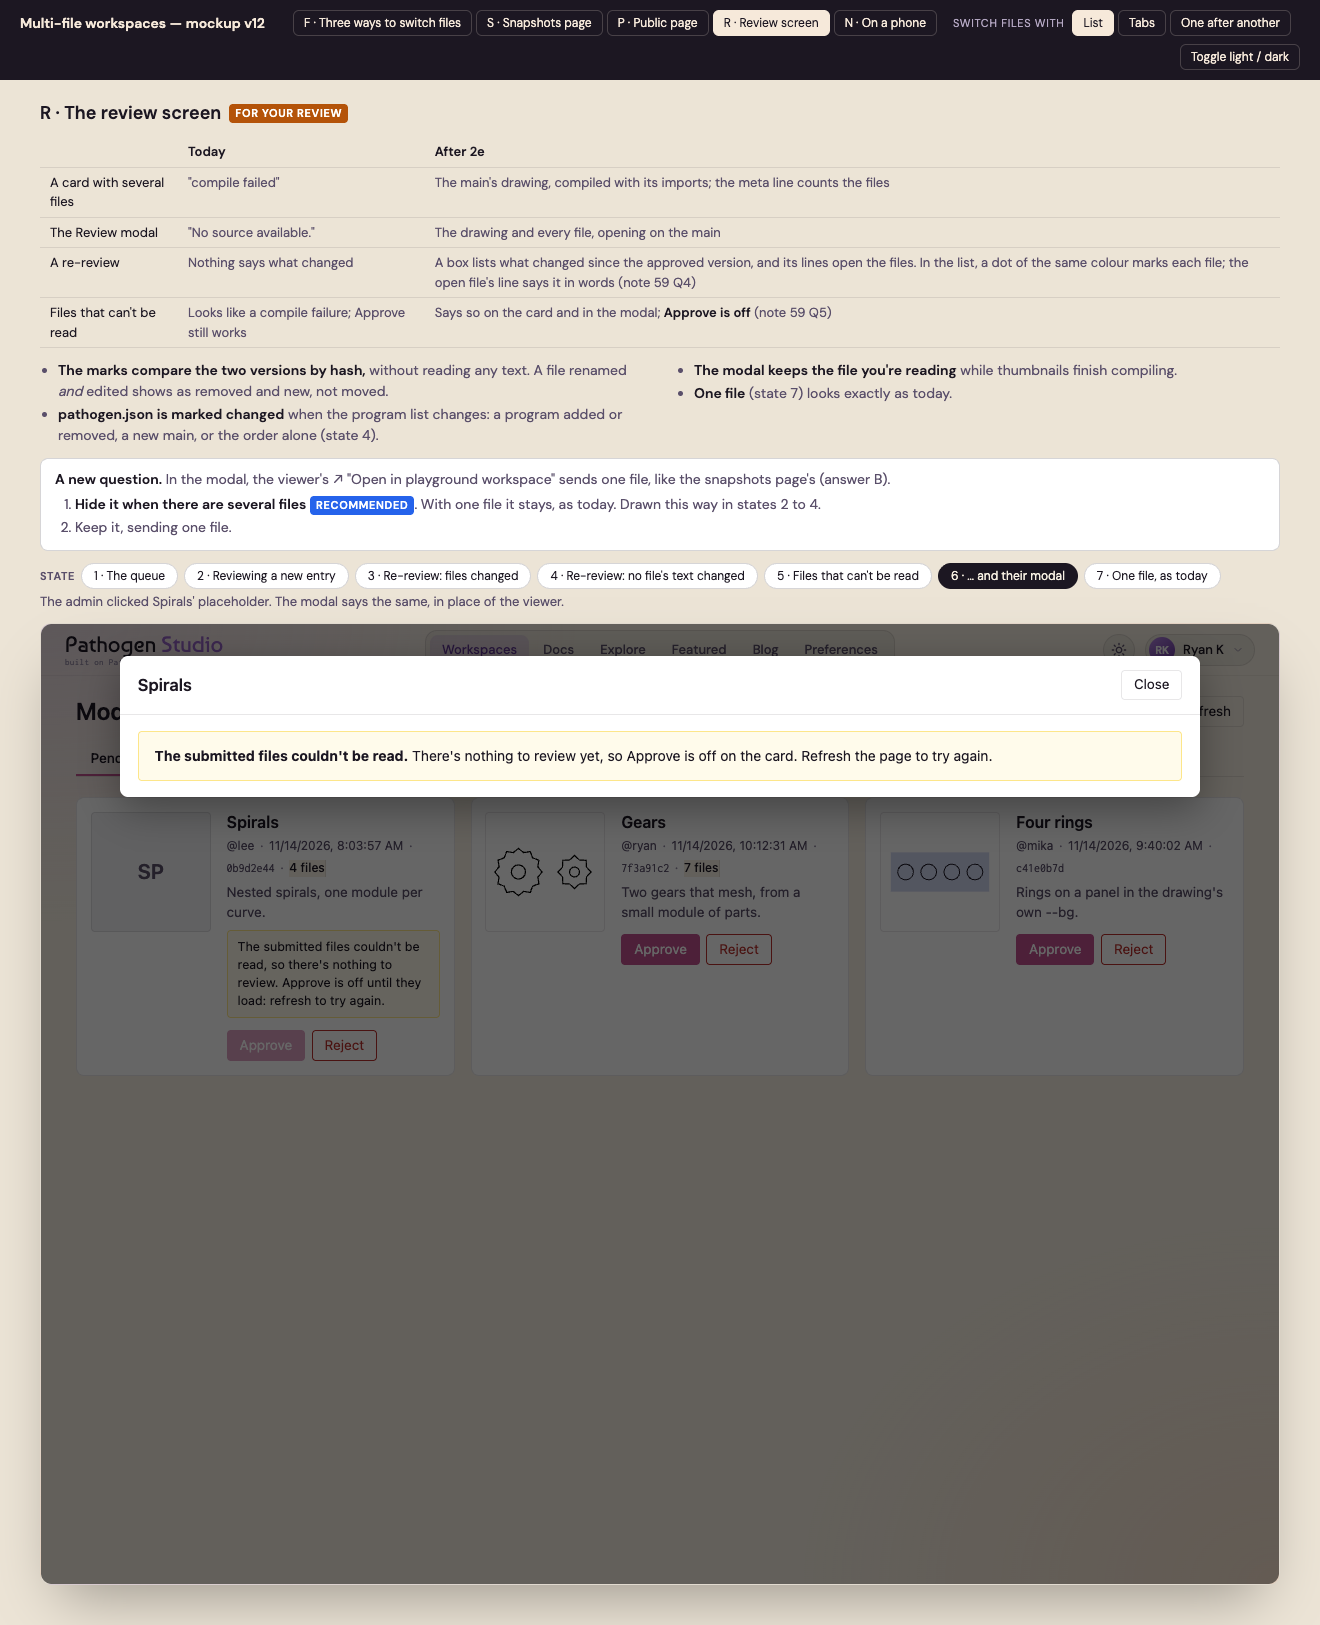 Multi-file workspaces — mockup v12
F · Three ways to switch files
S · Snapshots page
P · Public page
R · Review screen
N · On a phone
SWITCH FILES WITH
List
Tabs
One after another
Toggle light / dark
R · The review screen FOR YOUR REVIEW
Today
After 2e
A card with several files
"compile failed"
The main's drawing, compiled with its imports; the meta line counts the files
The Review modal
"No source available."
The drawing and every file, opening on the main
A re-review
Nothing says what changed
A box lists what changed since the approved version, and its lines open the files. In the list, a dot of the same colour marks each file; the
open file's line says it in words (note 59 Q4)
Files that can't be
read
Looks like a compile failure; Approve
still works
Says so on the card and in the modal; Approve is off (note 59 Q5)
• The marks compare the two versions by hash, without reading any text. A file renamed
and edited shows as removed and new, not moved.
• pathogen.json is marked changed when the program list changes: a program added or
removed, a new main, or the order alone (state 4).
• The modal keeps the file you're reading while thumbnails finish compiling.
• One file (state 7) looks exactly as today.
A new question. In the modal, the viewer's ↗ "Open in playground workspace" sends one file, like the snapshots page's (answer B).
1. Hide it when there are several files RECOMMENDED. With one file it stays, as today. Drawn this way in states 2 to 4.
2. Keep it, sending one file.
STATE
1 · The queue
2 · Reviewing a new entry
3 · Re-review: files changed
4 · Re-review: no file's text changed
5 · Files that can't be read
6 · … and their modal
7 · One file, as today
The admin clicked Spirals' placeholder. The modal says the same, in place of the viewer.
Pathogen Studio
built on Pa
Workspaces
Docs
Explore
Featured
Blog
Preferences
RK
Ryan K
Mod
fresh
Pend
Spirals
Close
The submitted files couldn't be read. There's nothing to review yet, so Approve is off on the card. Refresh the page to try again.
SP
Spirals
@lee · 11/14/2026, 8:03:57 AM ·
0b9d2e44 · 4 files
Nested spirals, one module per
curve.
The submitted files couldn't be
read, so there's nothing to
review. Approve is off until they
load: refresh to try again.
Approve
Reject
Gears
@ryan · 11/14/2026, 10:12:31 AM ·
7f3a91c2 · 7 files
Two gears that mesh, from a
small module of parts.
Approve
Reject
Four rings
@mika · 11/14/2026, 9:40:02 AM ·
c41e0b7d
Rings on a panel in the drawing's
own --bg.
Approve
Reject